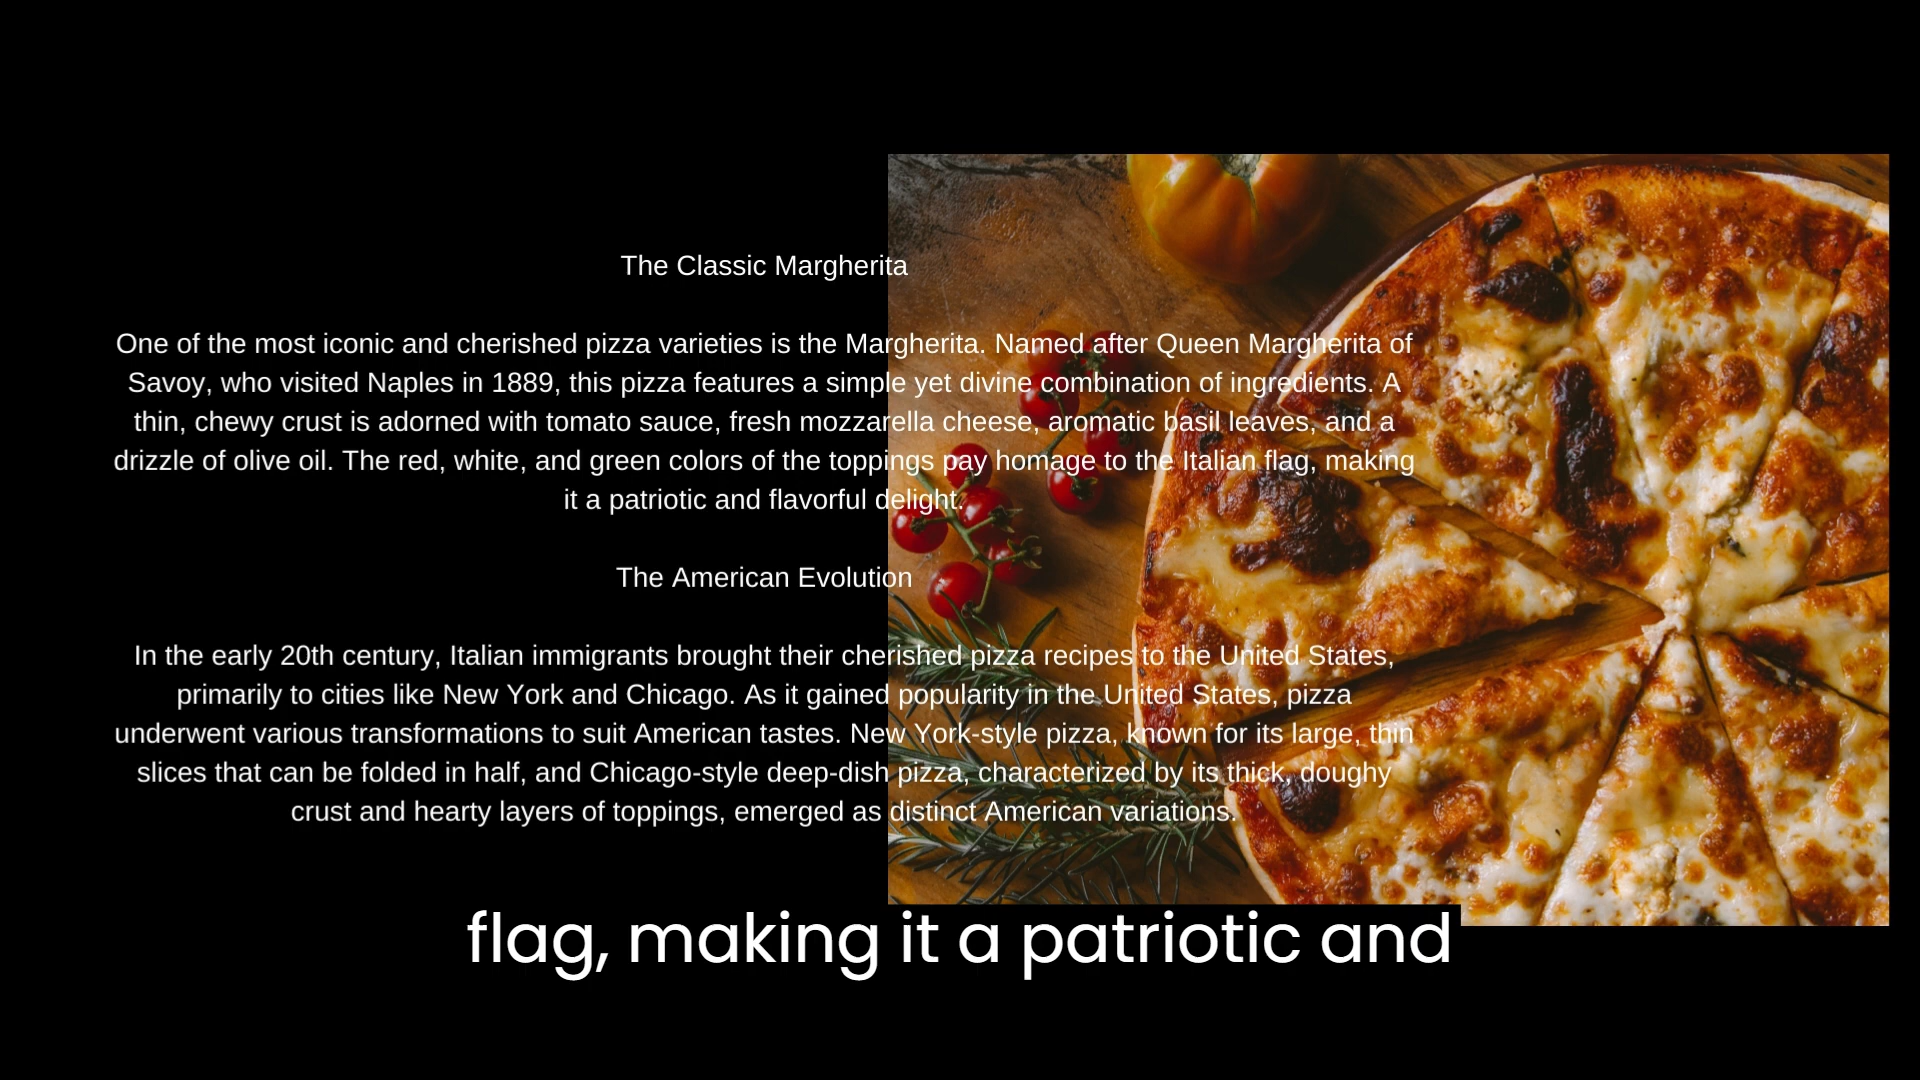 The Classic Margherita
One of the most iconic and cherished pizza varieties is the Margherita. Named after Queen Margherita of
Savoy, who visited Naples in 1889, this pizza features a simple yet divine combination of ingredients. A
thin, chewy crust is adorned with tomato sauce, fresh mozzarella cheese, aromatic basil leaves, and a
drizzle of olive oil. The red, white, and green colors of the toppings pay homage to the Italian flag, making
it a patriotic and flavorful delight.
The American Evolution
In the early 20th century, Italian immigrants brought their cherished pizza recipes to the United States,
primarily to cities like New York and Chicago. As it gained popularity in the United States, pizza
underwent various transformations to suit American tastes. New York-style pizza, known for its large, thin
slices that can be folded in half, and Chicago-style deep-dish pizza, characterized by its thick, doughy
crust and hearty layers of toppings, emerged as distinct American variations.
flag, making it a patriotic and